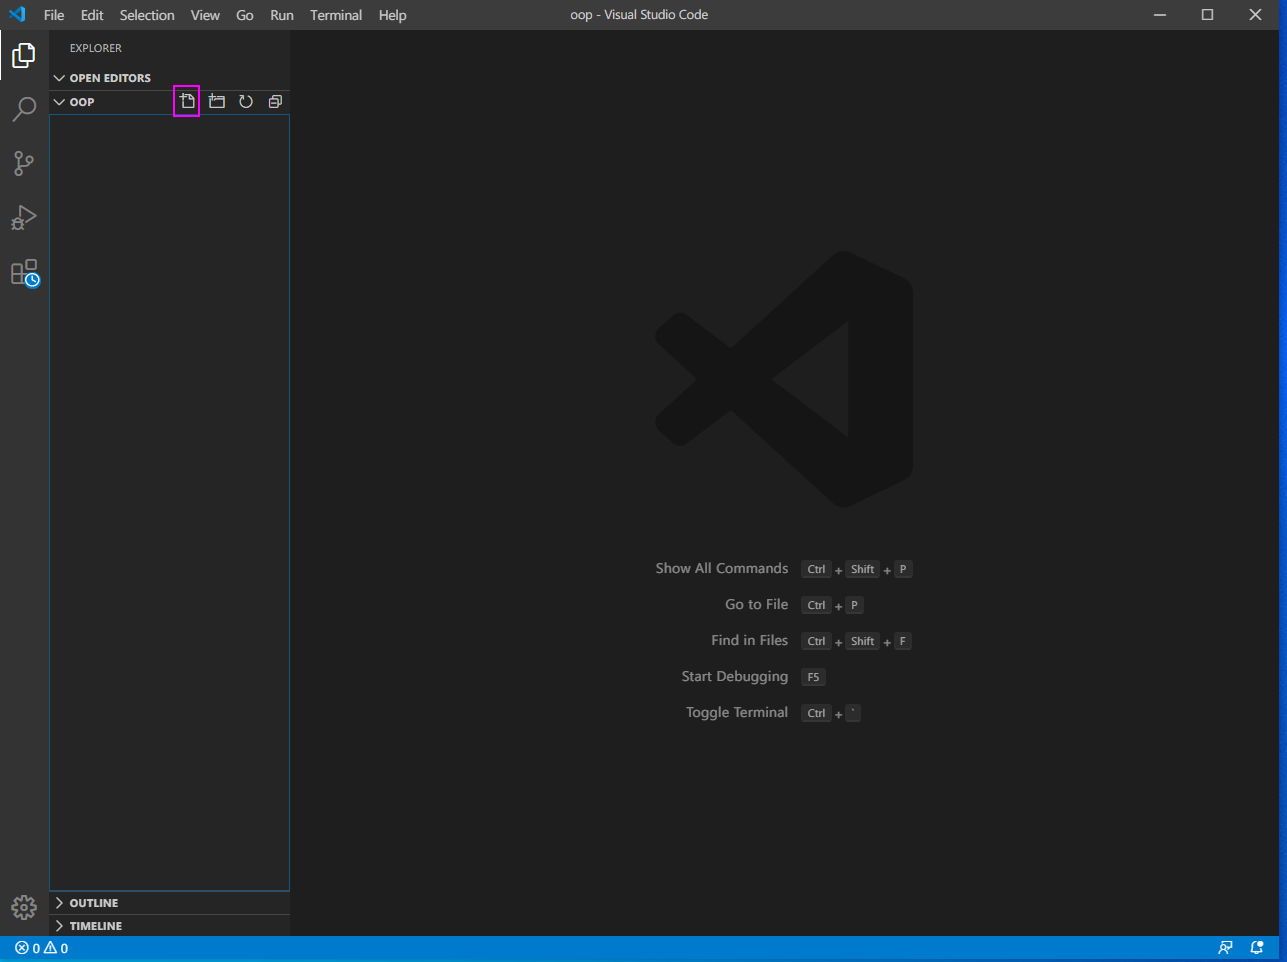 File Edit Selection View Go Run Terminal Help
oop - Visual Studio Code
EXPLORER
OPEN EDITORS
OOP
Show All Commands Ctrl + Shift + P
Go to File Ctrl + P
Find in Files Ctrl + Shift + F
Start Debugging F5
Toggle Terminal Ctrl + `
OUTLINE
TIMELINE
0 0